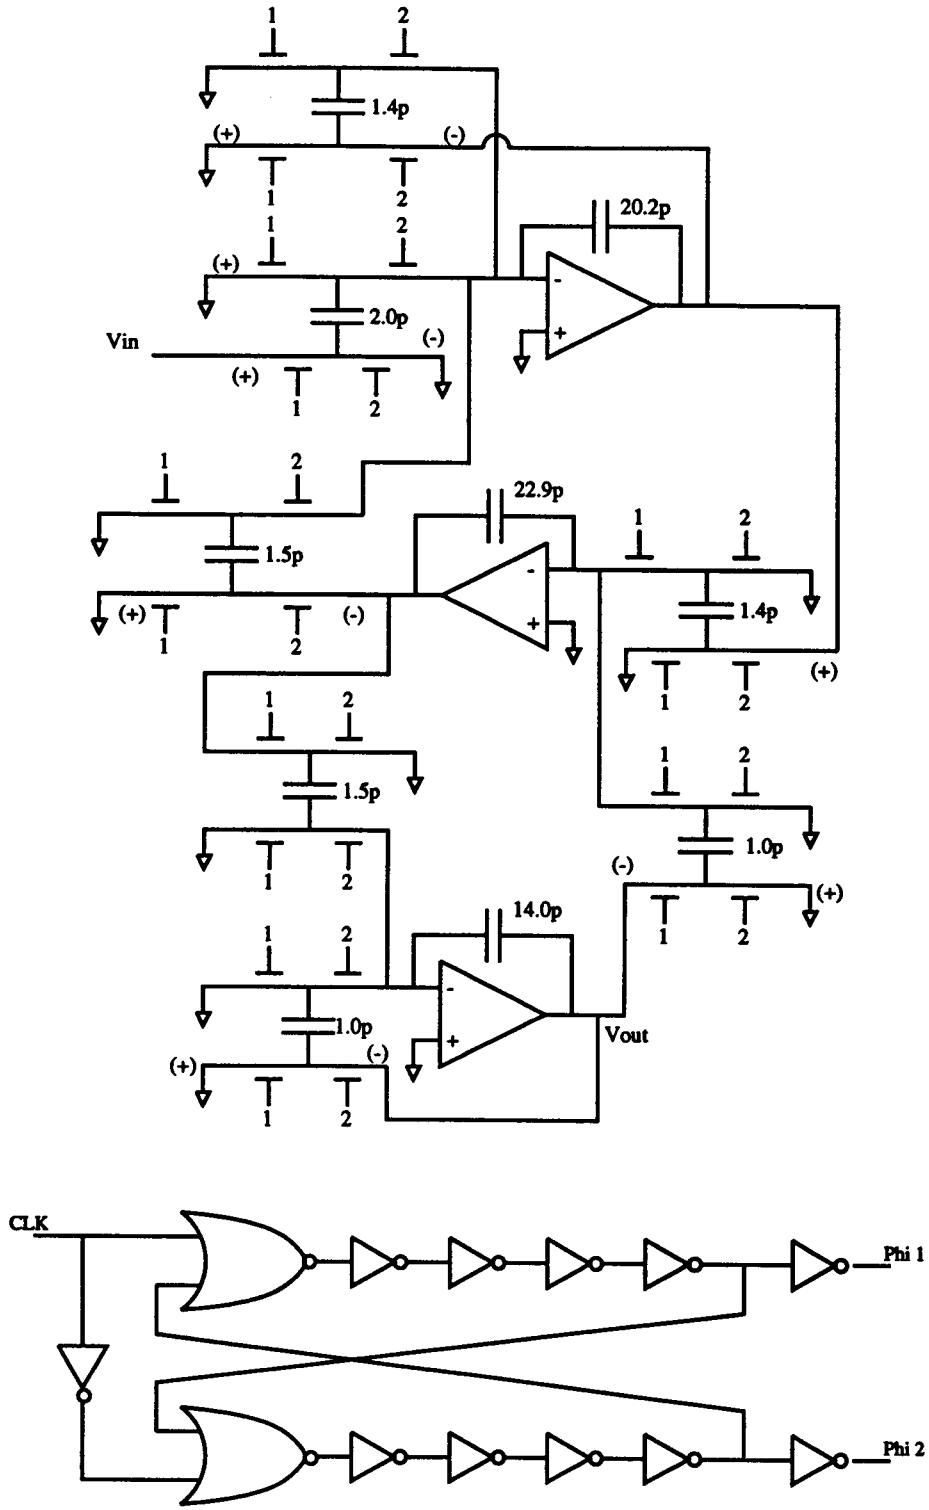 1 2
1.4p
(+) (-)
1 2
1 2
20.2p
(+)
-
2.0p
+
Vin
(-)
(+)
1 2
1 2
22.9p
1 2
-
1.5p
1.4p
(+) (-)
+
1 2
(+)
1 2
1 2
1 2
1.5p
1.0p
(-)
(+)
1 2
14.0p
1 2
1 2
-
1.0p
Vout
(+) (-)
+
1 2
CLK
Phi 1
Phi 2